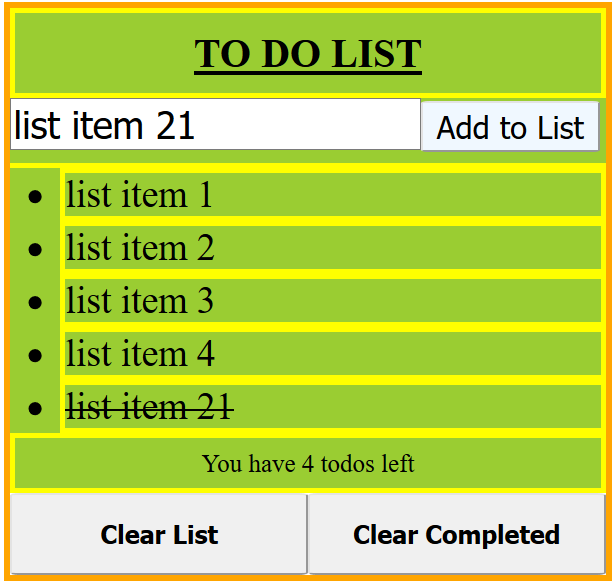 TO DO LIST
list item 21 Add to List
list item 1
list item 2
list item 3
list item 4
list item 21
You have 4 todos left
Clear List Clear Completed